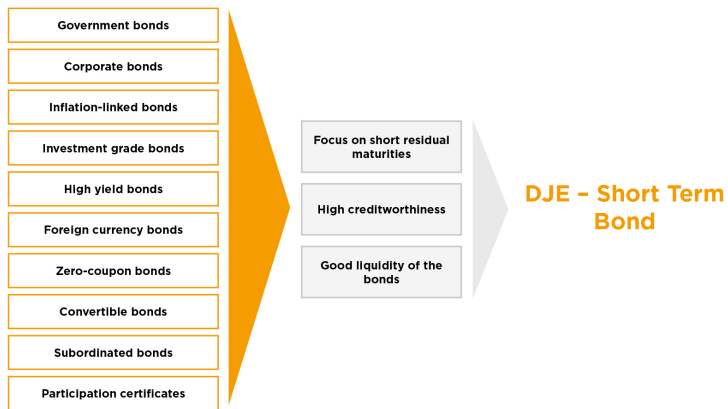 Government bonds
Corporate bonds
Inflation-linked bonds
Investment grade bonds
High yield bonds
Foreign currency bonds
Zero-coupon bonds
Convertible bonds
Subordinated bonds
Participation certificates
Focus on short residual
maturities
High creditworthiness
Good liquidity of the
bonds
DJE – Short Term
Bond